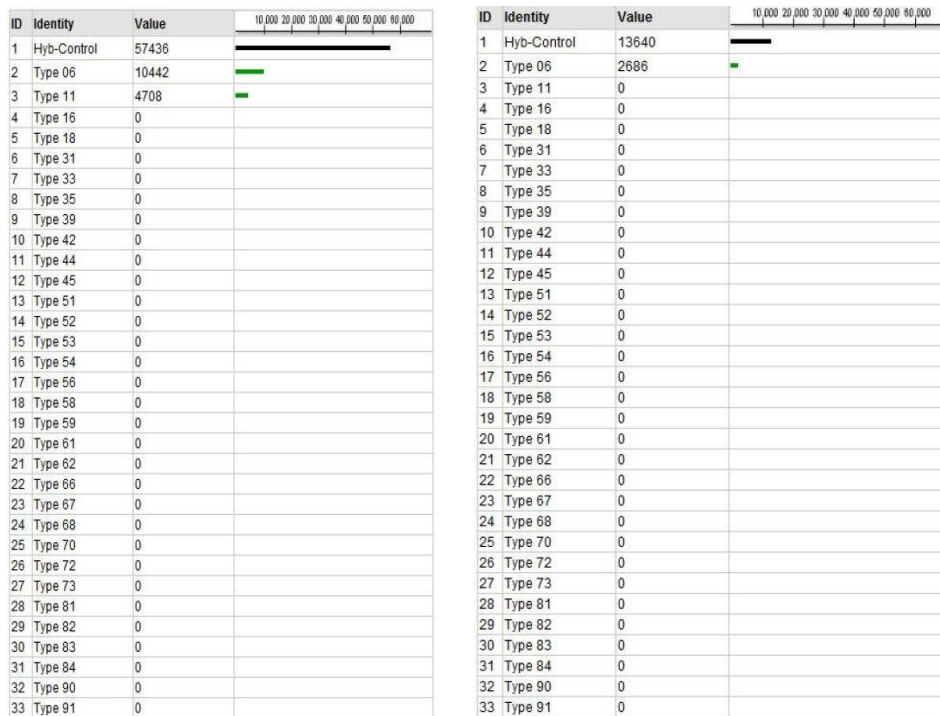 ID Identity Value 10,000 20,000 30,000 40,000 50,000 60,000
1 Hyb-Control 57436
2 Type 06 10442
3 Type 11 4708
4 Type 16 0
5 Type 18 0
6 Type 31 0
7 Type 33 0
8 Type 35 0
9 Type 39 0
10 Type 42 0
11 Type 44 0
12 Type 45 0
13 Type 51 0
14 Type 52 0
15 Type 53 0
16 Type 54 0
17 Type 56 0
18 Type 58 0
19 Type 59 0
20 Type 61 0
21 Type 62 0
22 Type 66 0
23 Type 67 0
24 Type 68 0
25 Type 70 0
26 Type 72 0
27 Type 73 0
28 Type 81 0
29 Type 82 0
30 Type 83 0
31 Type 84 0
32 Type 90 0
33 Type 91 0
ID Identity Value 10,000 20,000 30,000 40,000 50,000 60,000
1 Hyb-Control 13640
2 Type 06 2686
3 Type 11 0
4 Type 16 0
5 Type 18 0
6 Type 31 0
7 Type 33 0
8 Type 35 0
9 Type 39 0
10 Type 42 0
11 Type 44 0
12 Type 45 0
13 Type 51 0
14 Type 52 0
15 Type 53 0
16 Type 54 0
17 Type 56 0
18 Type 58 0
19 Type 59 0
20 Type 61 0
21 Type 62 0
22 Type 66 0
23 Type 67 0
24 Type 68 0
25 Type 70 0
26 Type 72 0
27 Type 73 0
28 Type 81 0
29 Type 82 0
30 Type 83 0
31 Type 84 0
32 Type 90 0
33 Type 91 0